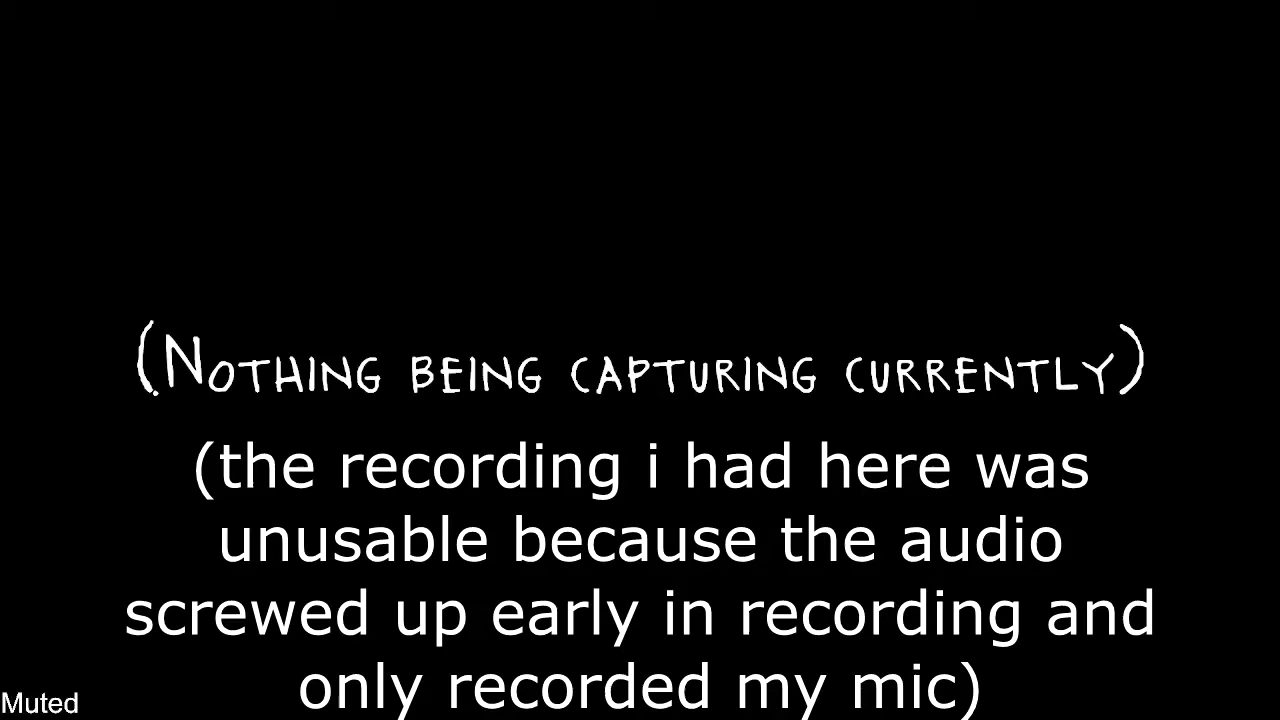 (Nothing being capturing currently)
(the recording i had here was
unusable because the audio
screwed up early in recording and
only recorded my mic)
Muted